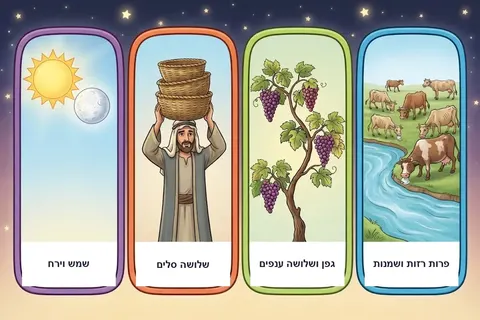 פרות רזות ושמנות
גפן ושלושה ענפים
שלושה סלים
שמש וירח